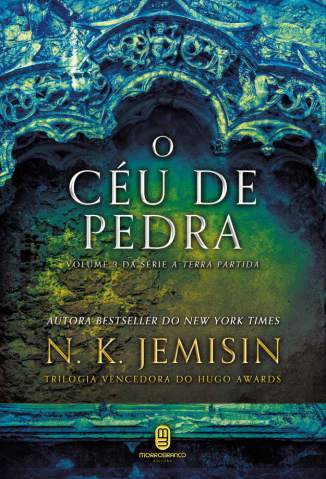 O
CÉU DE
PEDRA
VOLUME 3 DA SÉRIE A TERRA PARTIDA
AUTORA BESTSELLER DO NEW YORK TIMES
N. K. JEMISIN
TRILOGIA VENCEDORA DO HUGO AWARDS
MORROBRANCO
EDITORA